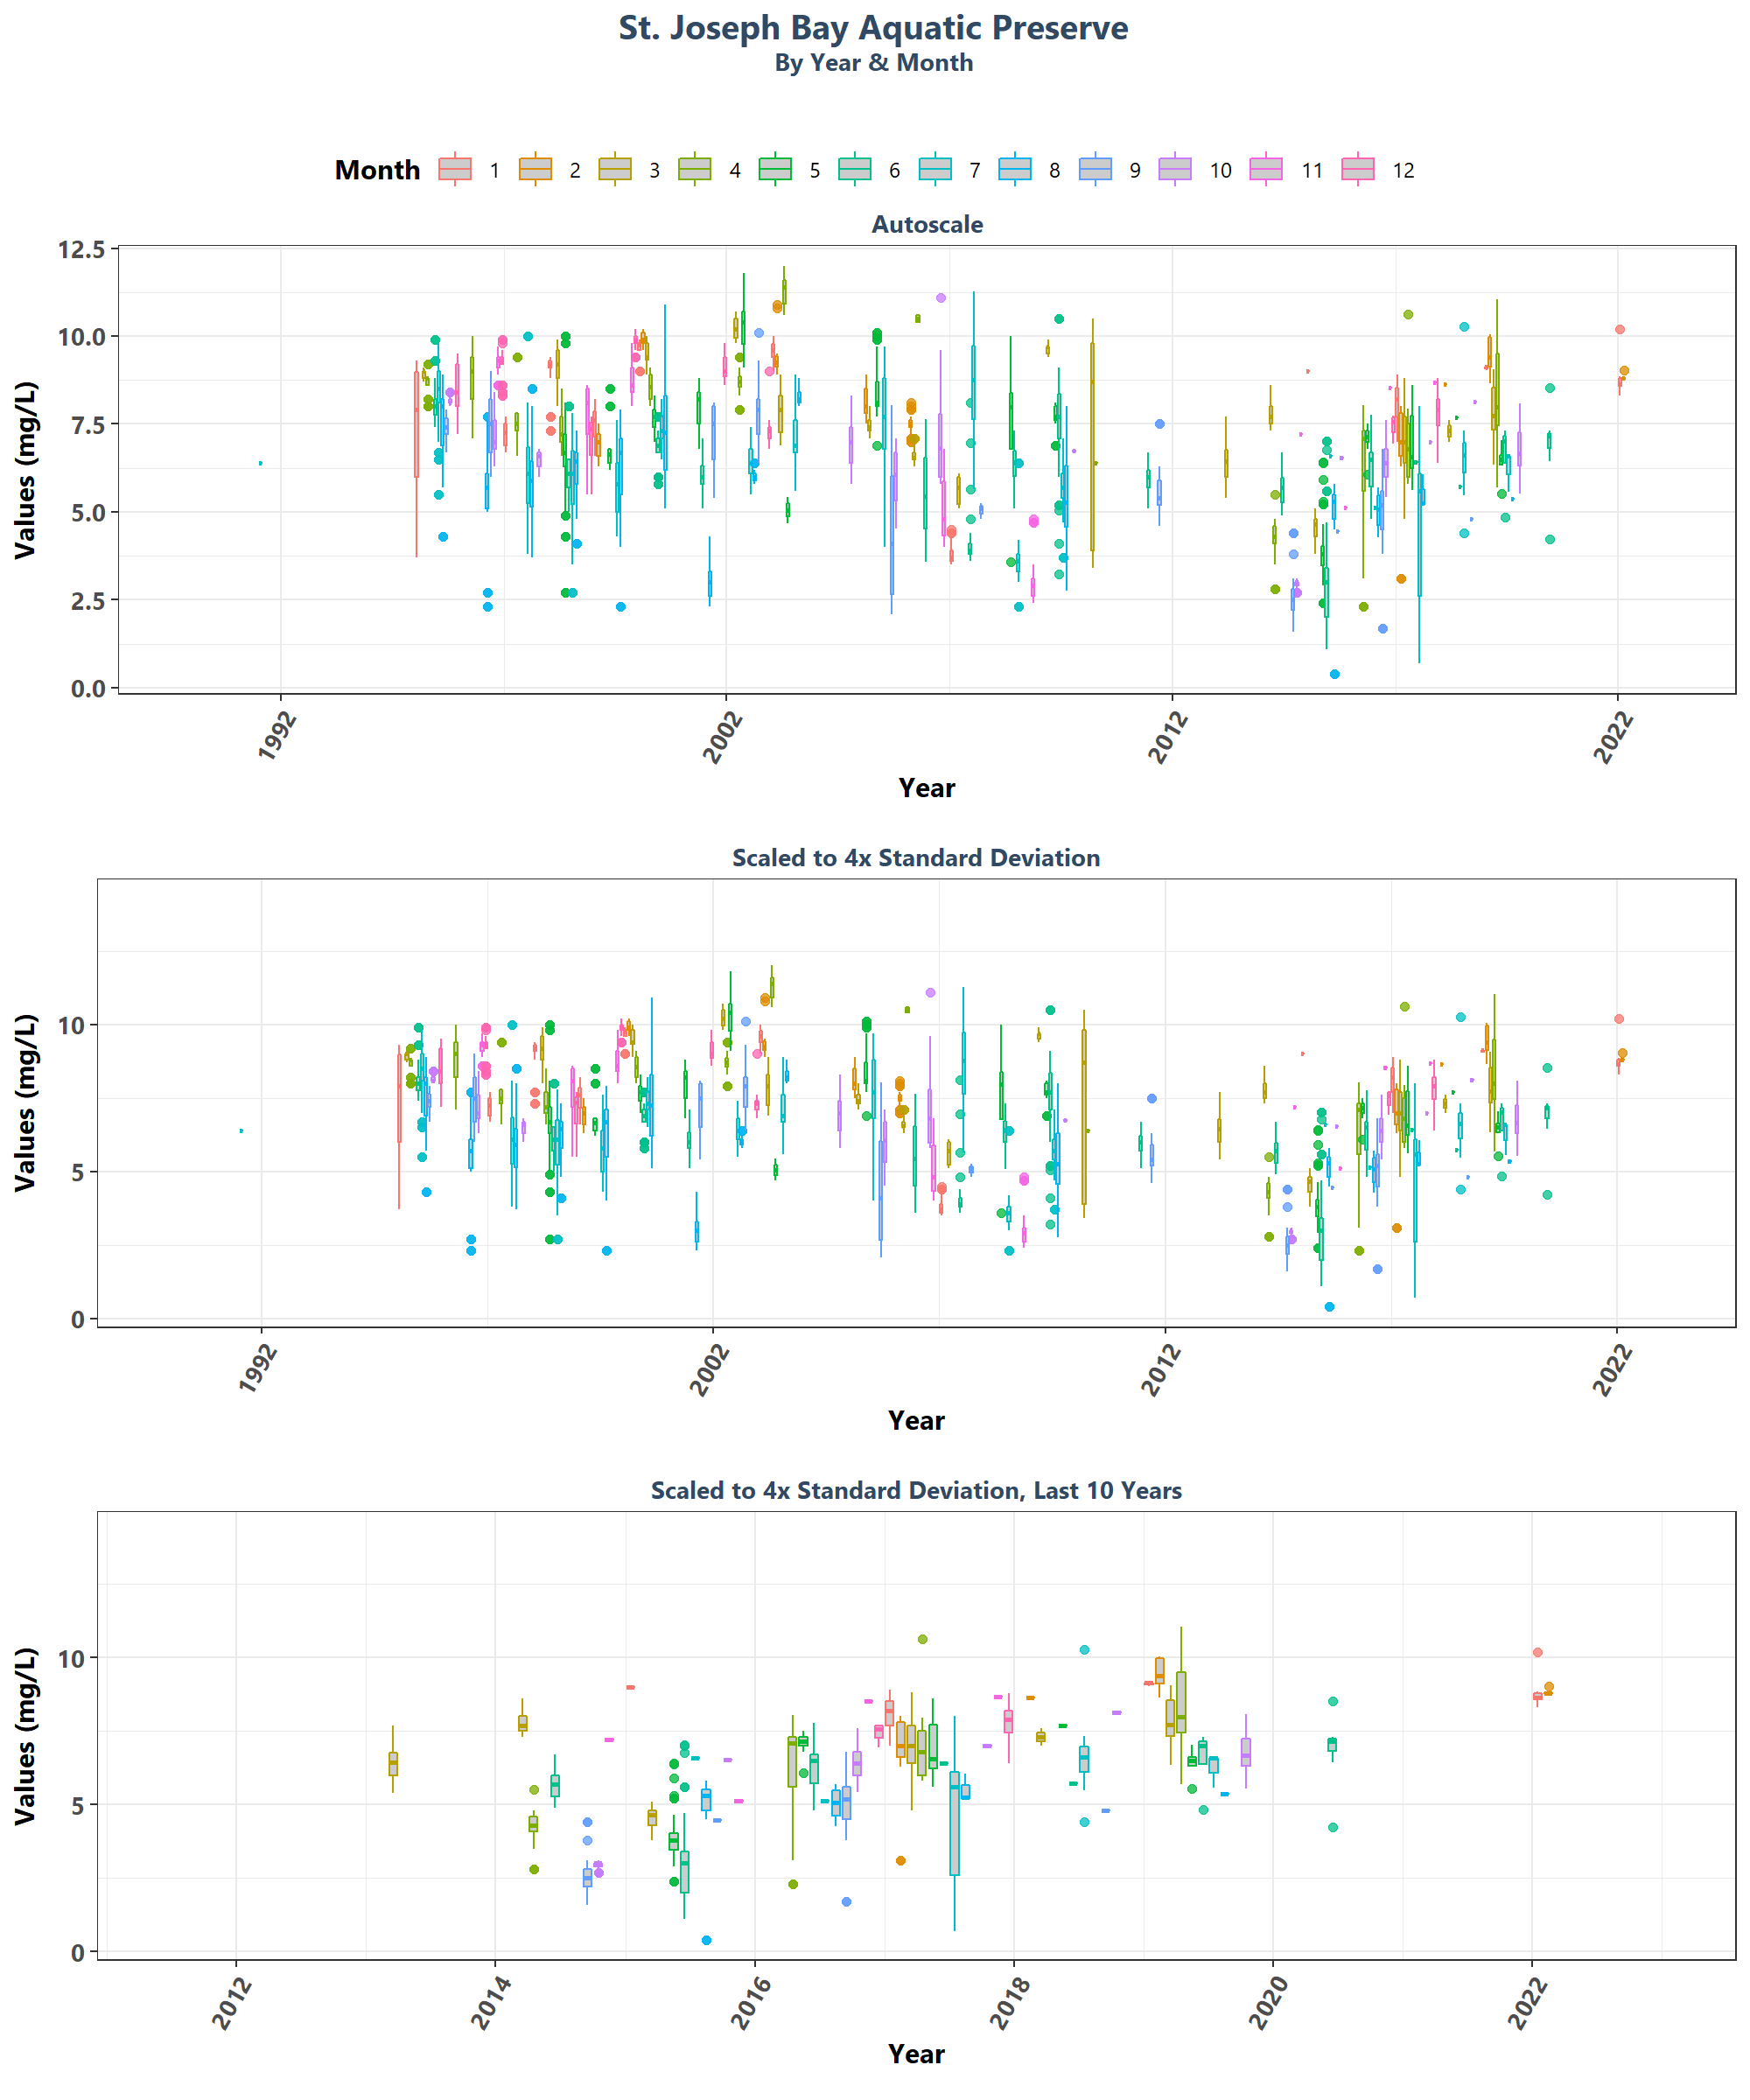 St. Joseph Bay Aquatic Preserve
By Year & Month
Month 1 2 3 4 5 6 7 8 9 10 11 12
Autoscale
12.5
10.0
7.5
5.0
2.5
0.0
Values (mg/L)
1992 2002 2012 2022
Year
Scaled to 4x Standard Deviation
10
5
0
Values (mg/L)
1992 2002 2012 2022
Year
Scaled to 4x Standard Deviation, Last 10 Years
10
5
0
Values (mg/L)
2012 2014 2016 2018 2020 2022
Year